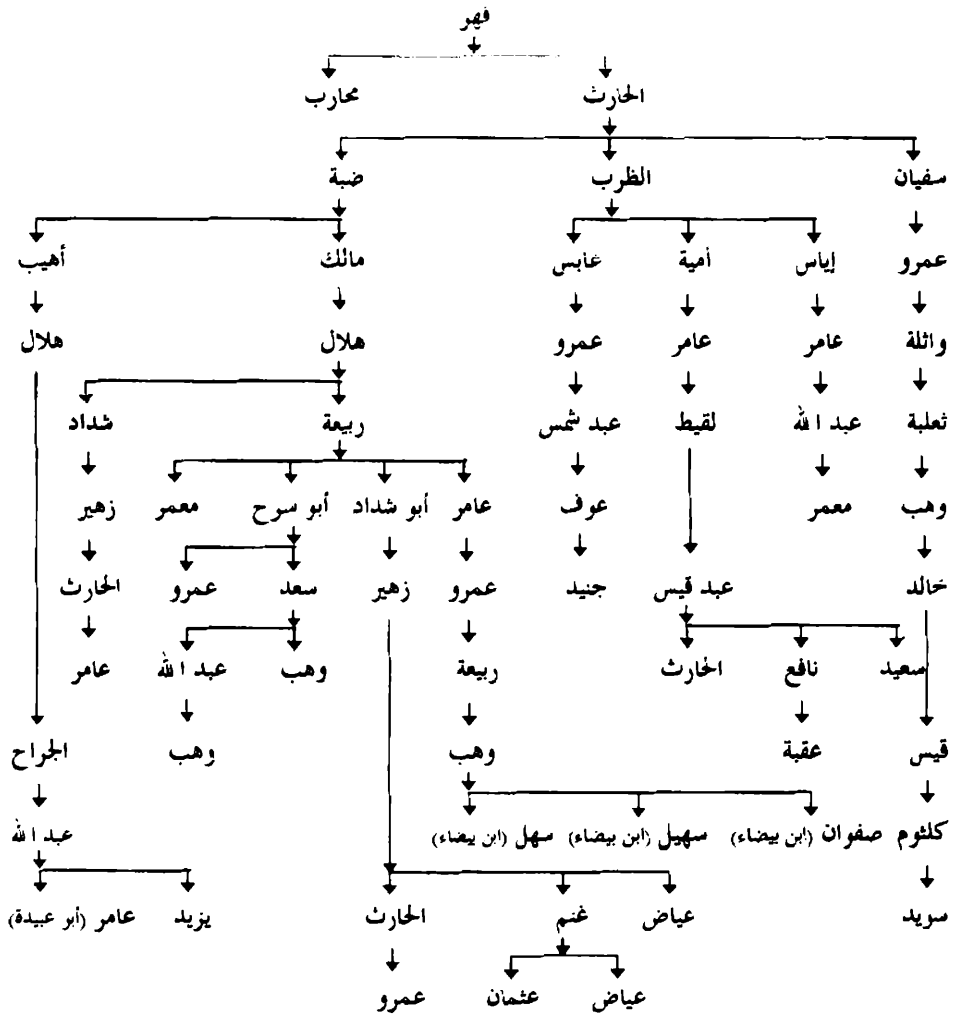 فهر
الحارث محارب
سفيان الظرب ضبة
عمرو إياس أمية عابس مالك أهيب
واثلة عامر عامر عمرو هلال هلال
ثعلبة عبد الله لقيط عبد شمس ربيعة شداد
وهب معمر عوف عامر أبو شداد أبو سرح معمر زهير
خالد عبد قيس جنيد عمرو زهير سعد عمرو الحارث
سعيد نافع الحارث ربيعة وهب عبد الله عامر
قيس عقبة وهب وهب الجراح
كلثوم صفوان (ابن بيضاء) سهيل (ابن بيضاء) سهل (ابن بيضاء) عبد الله
سويد عياض غنم الحارث يزيد عامر (أبو عبيدة)
عياض عثمان عمرو